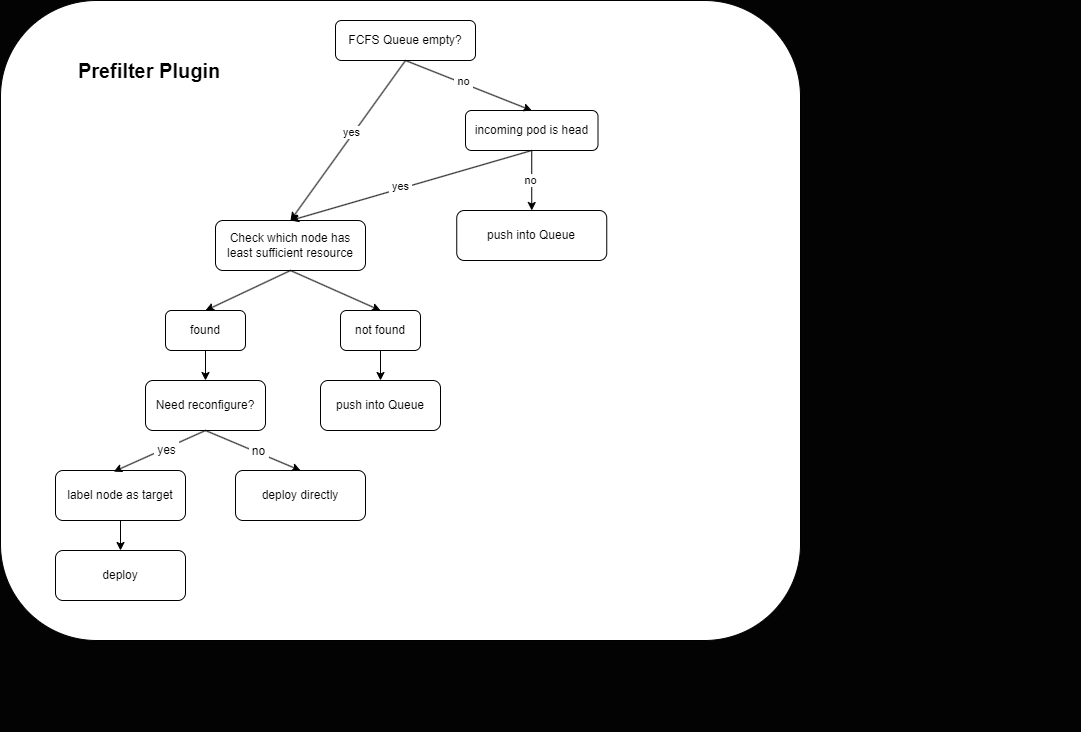 FCFS Queue empty?
Prefilter Plugin
no
incoming pod is head
yes
yes
no
Check which node has
least sufficient resource
push into Queue
found
not found
Need reconfigure?
push into Queue
yes
no
label node as target
deploy directly
deploy